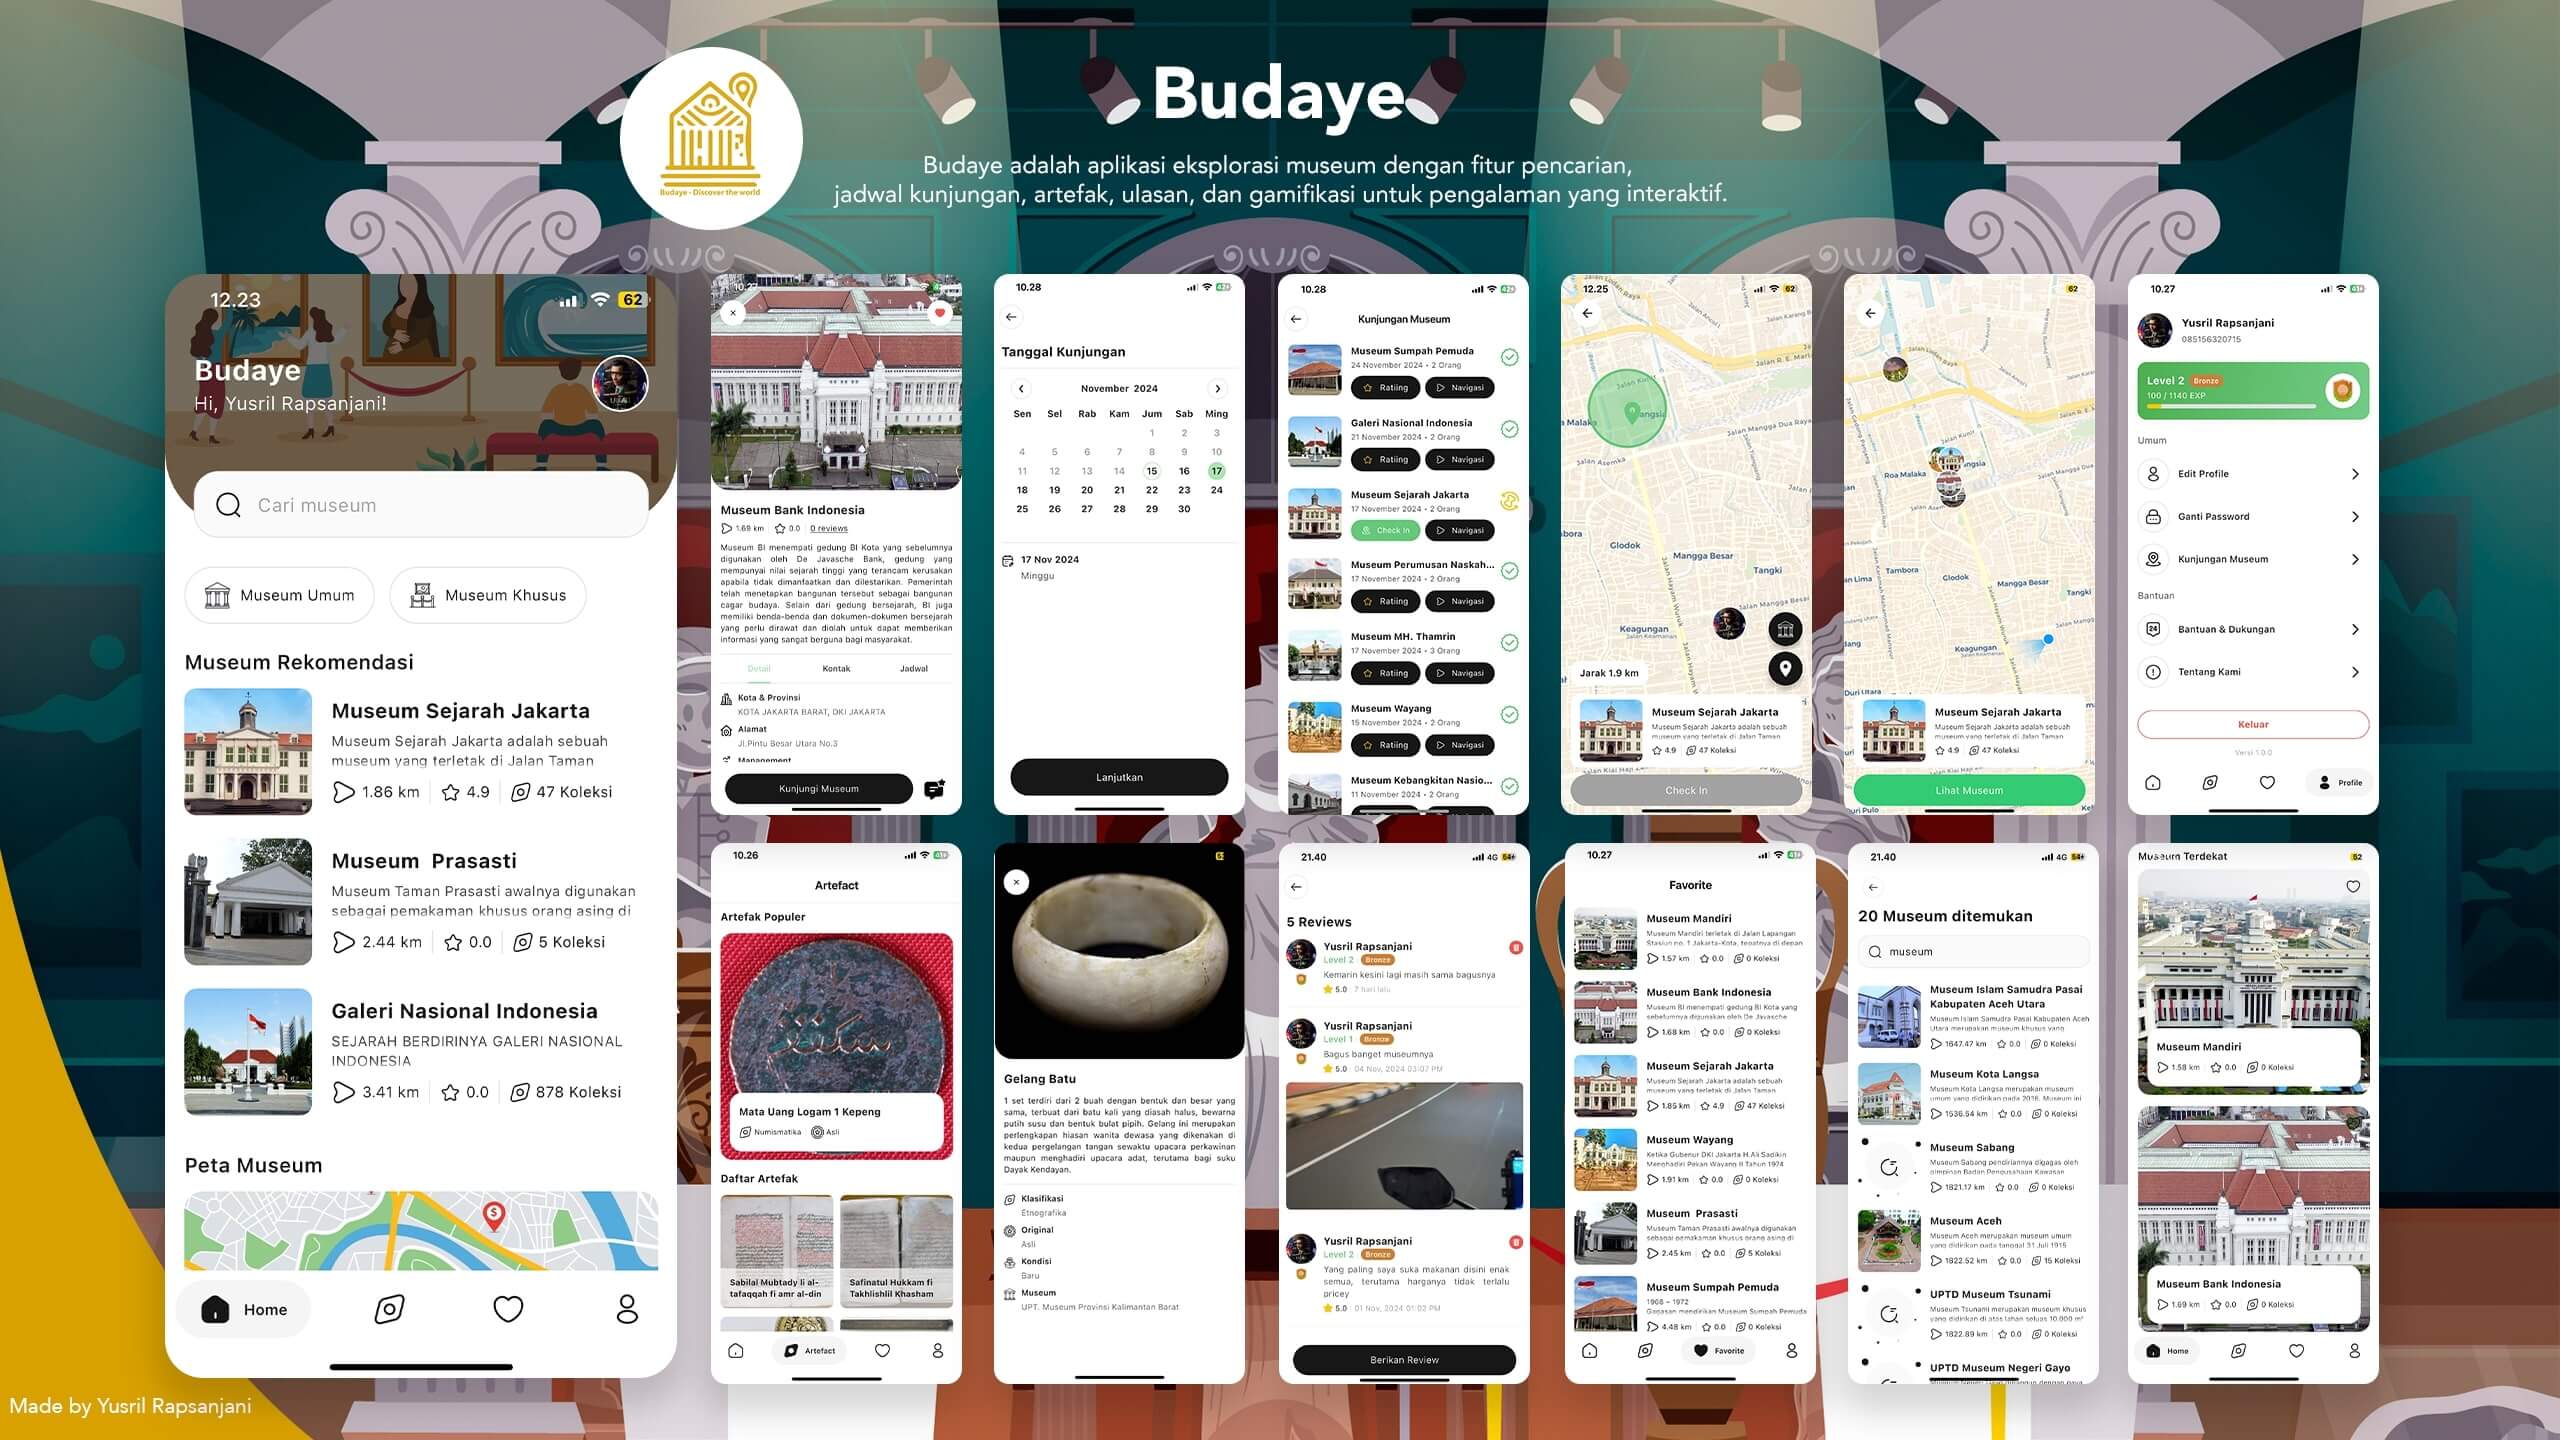 Budaye - Discover the world
Budaye
Budaye adalah aplikasi eksplorasi museum dengan fitur pencarian,
jadwal kunjungan, artefak, ulasan, dan gamifikasi untuk pengalaman yang interaktif.
12.23
62
Budaye
Hi, Yusril Rapsanjani!
Cari museum
Museum Umum
Museum Khusus
Museum Rekomendasi
Museum Sejarah Jakarta
Museum Sejarah Jakarta adalah sebuah
museum yang terletak di Jalan Taman
1.86 km
4.9
47 Koleksi
Museum Prasasti
Museum Taman Prasasti awalnya digunakan
sebagai pemakaman khusus orang asing di
2.44 km
0.0
5 Koleksi
Galeri Nasional Indonesia
SEJARAH BERDIRINYA GALERI NASIONAL
INDONESIA
3.41 km
0.0
878 Koleksi
Peta Museum
Home
Museum Bank Indonesia
1.69 km
0.0
0 reviews
Museum BI menempati gedung BI Kota yang sebelumnya
digunakan oleh De Javasche Bank, gedung yang
mempunyai nilai sejarah tinggi yang terancam kerusakan
apabila tidak dimanfaatkan dan dilestarikan. Pemerintah
telah menetapkan bangunan tersebut sebagai bangunan
cagar budaya. Selain dari gedung bersejarah, BI juga
memiliki benda-benda dan dokumen-dokumen bersejarah
yang perlu dirawat dan diolah untuk dapat memberikan
informasi yang sangat berguna bagi masyarakat.
Detail
Kontak
Jadwal
Kota & Provinsi
KOTA JAKARTA BARAT, DKI JAKARTA
Alamat
Jl.Pintu Besar Utara No.3
Management
Kunjungi Museum
10.28
42
Tanggal Kunjungan
November 2024
Sen Sel Rab Kam Jum Sab Ming
1 2 3
4 5 6 7 8 9 10
11 12 13 14 15 16 17
18 19 20 21 22 23 24
25 26 27 28 29 30
17 Nov 2024
Minggu
Lanjutkan
10.28
42
Kunjungan Museum
Museum Sumpah Pemuda
24 November 2024 • 2 Orang
Ratiing
Navigasi
Galeri Nasional Indonesia
21 November 2024 • 2 Orang
Ratiing
Navigasi
Museum Sejarah Jakarta
17 November 2024 • 2 Orang
Check In
Navigasi
Museum Perumusan Naskah...
17 November 2024 • 2 Orang
Ratiing
Navigasi
Museum MH. Thamrin
17 November 2024 • 3 Orang
Ratiing
Navigasi
Museum Wayang
15 November 2024 • 2 Orang
Ratiing
Navigasi
Museum Kebangkitan Nasio...
11 November 2024 • 2 Orang
12.25
62
Jalan Asemka
Jalan Mangga Dua Raya
Glodok
Mangga Besar
Tangki
Jalan Mangga Besar
Keagungan
Jalan Keamanan
Jalan Hayam Wuruk
Jarak 1.9 km
Museum Sejarah Jakarta
Museum Sejarah Jakarta adalah sebuah
museum yang terletak di Jalan Taman
4.9
47 Koleksi
Check In
62
Roa Malaka
Tambora
Glodok
Mangga Besar
Tangki
Keagungan
Jalan Keamanan
Duri Utara
Museum Sejarah Jakarta
Museum Sejarah Jakarta adalah sebuah
museum yang terletak di Jalan Taman
4.9
47 Koleksi
Lihat Museum
Duri Pulo
10.27
41
Yusril Rapsanjani
085156320715
Level 2
Bronze
100 / 1140 EXP
Umum
Edit Profile
Ganti Password
Kunjungan Museum
Bantuan
Bantuan & Dukungan
Tentang Kami
Keluar
Versi 1.0.0
Profile
10.26
41
Artefact
Artefak Populer
Mata Uang Logam 1 Kepeng
Numismatika
Asli
Daftar Artefak
Sabilal Mubtady li al-
tafaqqah fi amr al-din
Safinatul Hukkam fi
Takhlishlil Khasham
Artefact
Gelang Batu
1 set terdiri dari 2 buah dengan bentuk dan besar yang
sama, terbuat dari batu kali yang diasah halus, bewarna
putih susu dan bentuk bulat pipih. Gelang ini merupakan
perlengkapan hiasan wanita dewasa yang dikenakan di
kedua pergelangan tangan sewaktu upacara perkawinan
maupun menghadiri upacara adat, terutama bagi suku
Dayak Kendayan.
Klasifikasi
Etnografika
Original
Asli
Kondisi
Baru
Museum
UPT. Museum Provinsi Kalimantan Barat
21.40
4G
54
5 Reviews
Yusril Rapsanjani
Level 2
Bronze
Kemarin kesini lagi masih sama bagusnya
5.0
7 hari lalu
Yusril Rapsanjani
Level 1
Bronze
Bagus banget museumnya
5.0
04 Nov, 2024 03:07 PM
Yusril Rapsanjani
Level 2
Bronze
Yang paling saya suka makanan disini enak
semua, terutama harganya tidak terlalu
pricey
5.0
01 Nov, 2024 01:02 PM
Berikan Review
10.27
41
Favorite
Museum Mandiri
Museum Mandiri terletak di Jalan Lapangan
Stasiun no. 1 Jakarta-Kota, tepatnya di depan
1.57 km
0.0
0 Koleksi
Museum Bank Indonesia
Museum BI menempati gedung BI Kota yang
sebelumnya digunakan oleh De Javasche
1.68 km
0.0
0 Koleksi
Museum Sejarah Jakarta
Museum Sejarah Jakarta adalah sebuah
museum yang terletak di Jalan Taman
1.85 km
4.9
47 Koleksi
Museum Wayang
Ketika Gubenur DKI Jakarta H.Ali Sadikin
Menghadiri Pekan Wayang II Tahun 1974
1.91 km
0.0
0 Koleksi
Museum Prasasti
Museum Taman Prasasti awalnya digunakan
sebagai pemakaman khusus orang asing di
2.45 km
0.0
5 Koleksi
Museum Sumpah Pemuda
1968 – 1972
Gagasan mendirikan Museum Sumpah Pemuda
4.48 km
0.0
0 Koleksi
Favorite
21.40
4G
54
20 Museum ditemukan
museum
Museum Islam Samudra Pasai
Kabupaten Aceh Utara
Museum Islam Samudra Pasai Kabupaten Aceh
Utara merupakan museum khusus yang
1647.47 km
0.0
0 Koleksi
Museum Kota Langsa
Museum Kota Langsa merupakan museum
umum yang didirikan pada 2016. Museum ini
1536.54 km
0.0
0 Koleksi
Museum Sabang
Museum Sabang pendiriannya digagas oleh
pimpinan Badan Pengusahaan Kawasan
1821.17 km
0.0
0 Koleksi
Museum Aceh
Museum Aceh merupakan museum umum
yang didirikan pada tanggal 31 Juli 1915
1822.52 km
0.0
15 Koleksi
UPTD Museum Tsunami
Museum Tsunami merupakan museum khusus
yang didirikan di atas lahan seluas 10.000 m²
1822.89 km
0.0
0 Koleksi
UPTD Museum Negeri Gayo
Museum Terdekat
52
Museum Mandiri
1.58 km
0.0
0 Koleksi
Museum Bank Indonesia
1.69 km
0.0
0 Koleksi
Home
Made by Yusril Rapsanjani